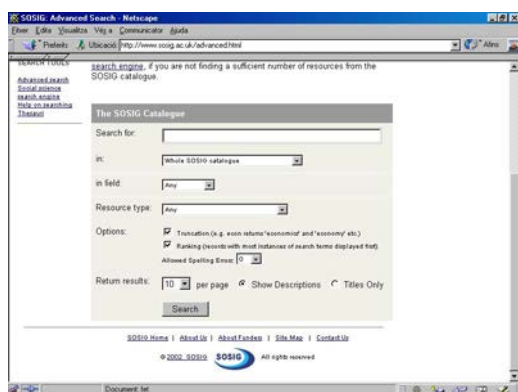 SOSIG: Advanced Search - Netscape
Fitxer Edita Visualitza Vés a Communicator Ajuda
Preferits Ubicació http://www.sosig.ac.uk/advanced.html Afins
SEARCH TOOLS
Advanced search
Social science
search engine
Help on searching
Thesauri
search engine, if you are not finding a sufficient number of resources from the
SOSIG catalogue.
The SOSIG Catalogue
Search for:
in: Whole SOSIG catalogue
in field: Any
Resource type: Any
Options: Truncation (e.g. econ returns 'economics' and 'economy' etc.)
Ranking (records with most instances of search terms displayed first)
Allowed Spelling Errors: 0
Return results: 10 per page Show Descriptions Titles Only
Search
SOSIG Home | About Us | About Funders | Site Map | Contact Us
© 2002 SOSIG SOSIG All rights reserved
Document: fet